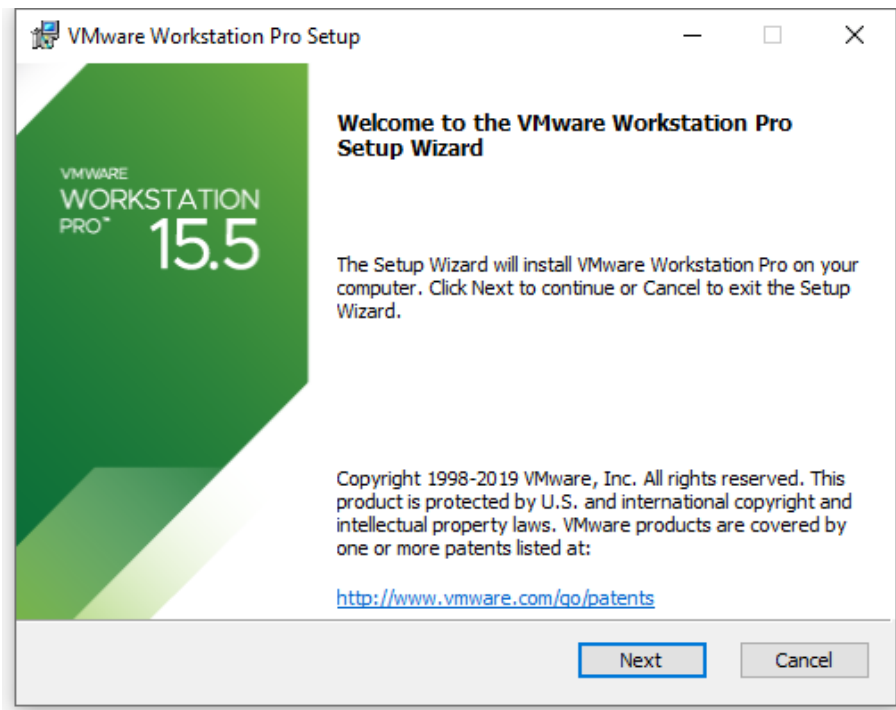 VMware Workstation Pro Setup
VMWARE
WORKSTATION
PRO™ 15.5
Welcome to the VMware Workstation Pro
Setup Wizard
The Setup Wizard will install VMware Workstation Pro on your
computer. Click Next to continue or Cancel to exit the Setup
Wizard.
Copyright 1998-2019 VMware, Inc. All rights reserved. This
product is protected by U.S. and international copyright and
intellectual property laws. VMware products are covered by
one or more patents listed at:
http://www.vmware.com/go/patents
Next
Cancel